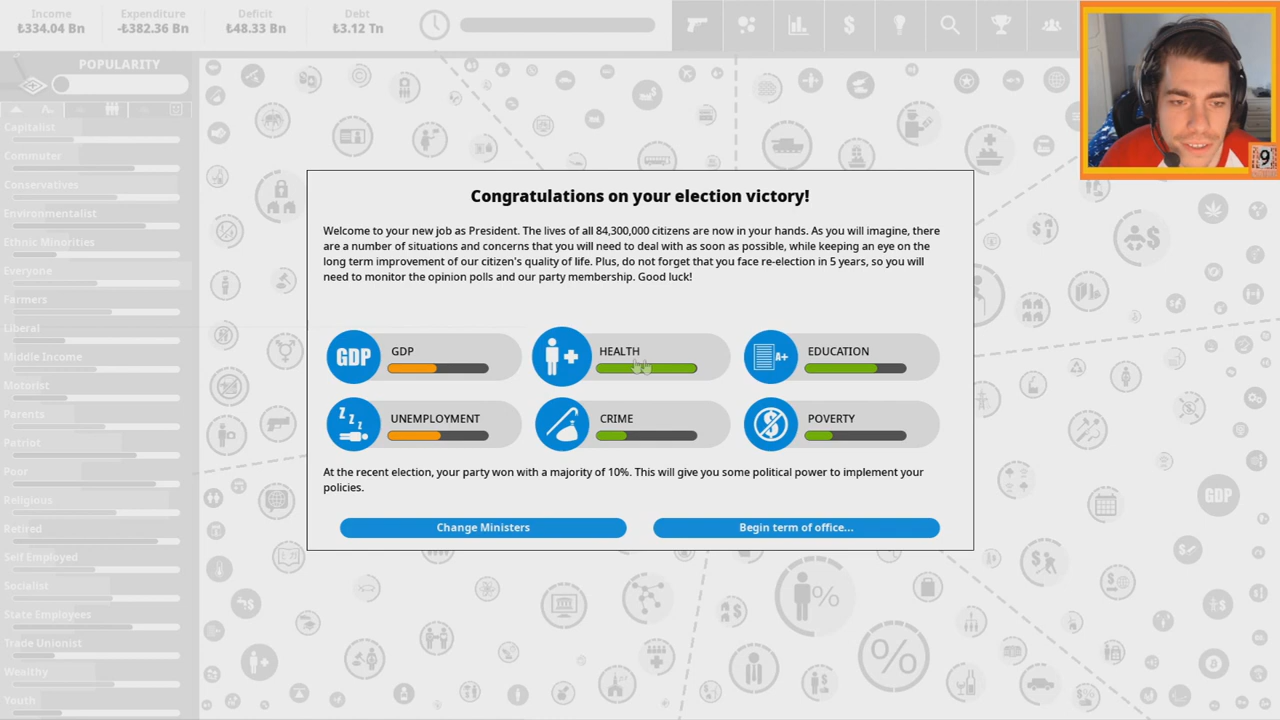 Income
Expenditure
Deficit
Debt
₺334.04 Bn
-₺382.36 Bn
₺48.33 Bn
₺3.12 Tn
POPULARITY
Capitalist
Commuter
Conservatives
Environmentalist
Ethnic Minorities
Everyone
Farmers
Liberal
Middle Income
Motorist
Parents
Patriot
Poor
Religious
Retired
Self Employed
Socialist
State Employees
Trade Unionist
Wealthy
Youth
Congratulations on your election victory!
Welcome to your new job as President. The lives of all 84,300,000 citizens are now in your hands. As you will imagine, there
are a number of situations and concerns that you will need to deal with as soon as possible, while keeping an eye on the
long term improvement of our citizen's quality of life. Plus, do not forget that you face re-election in 5 years, so you will
need to monitor the opinion polls and our party membership. Good luck!
GDP
GDP
HEALTH
A+
EDUCATION
Z Z Z
UNEMPLOYMENT
CRIME
POVERTY
At the recent election, your party won with a majority of 10%. This will give you some political power to implement your
policies.
Change Ministers
Begin term of office...
GDP
9